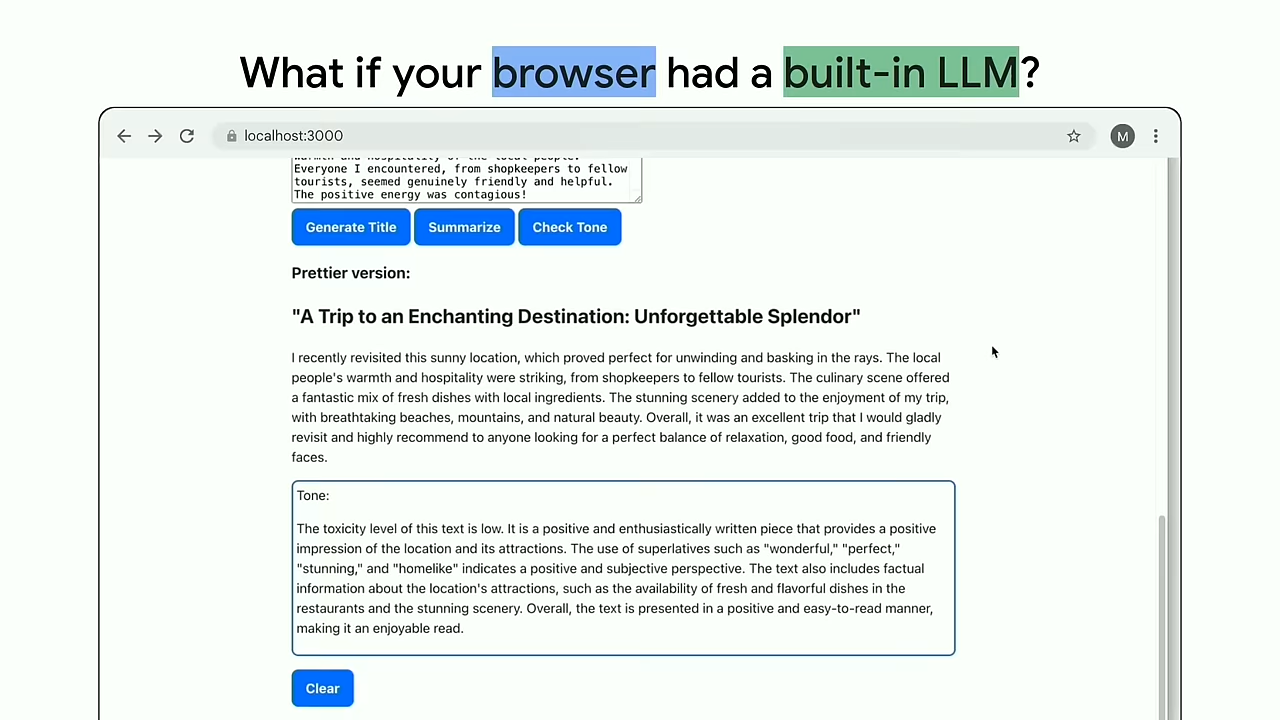 What if your browser had a built-in LLM?
localhost:3000
M
warmth and hospitality of the local people.
Everyone I encountered, from shopkeepers to fellow
tourists, seemed genuinely friendly and helpful.
The positive energy was contagious!
Generate Title Summarize Check Tone
Prettier version:
"A Trip to an Enchanting Destination: Unforgettable Splendor"
I recently revisited this sunny location, which proved perfect for unwinding and basking in the rays. The local
people's warmth and hospitality were striking, from shopkeepers to fellow tourists. The culinary scene offered
a fantastic mix of fresh dishes with local ingredients. The stunning scenery added to the enjoyment of my trip,
with breathtaking beaches, mountains, and natural beauty. Overall, it was an excellent trip that I would gladly
revisit and highly recommend to anyone looking for a perfect balance of relaxation, good food, and friendly
faces.
Tone:
The toxicity level of this text is low. It is a positive and enthusiastically written piece that provides a positive
impression of the location and its attractions. The use of superlatives such as "wonderful," "perfect,"
"stunning," and "homelike" indicates a positive and subjective perspective. The text also includes factual
information about the location's attractions, such as the availability of fresh and flavorful dishes in the
restaurants and the stunning scenery. Overall, the text is presented in a positive and easy-to-read manner,
making it an enjoyable read.
Clear